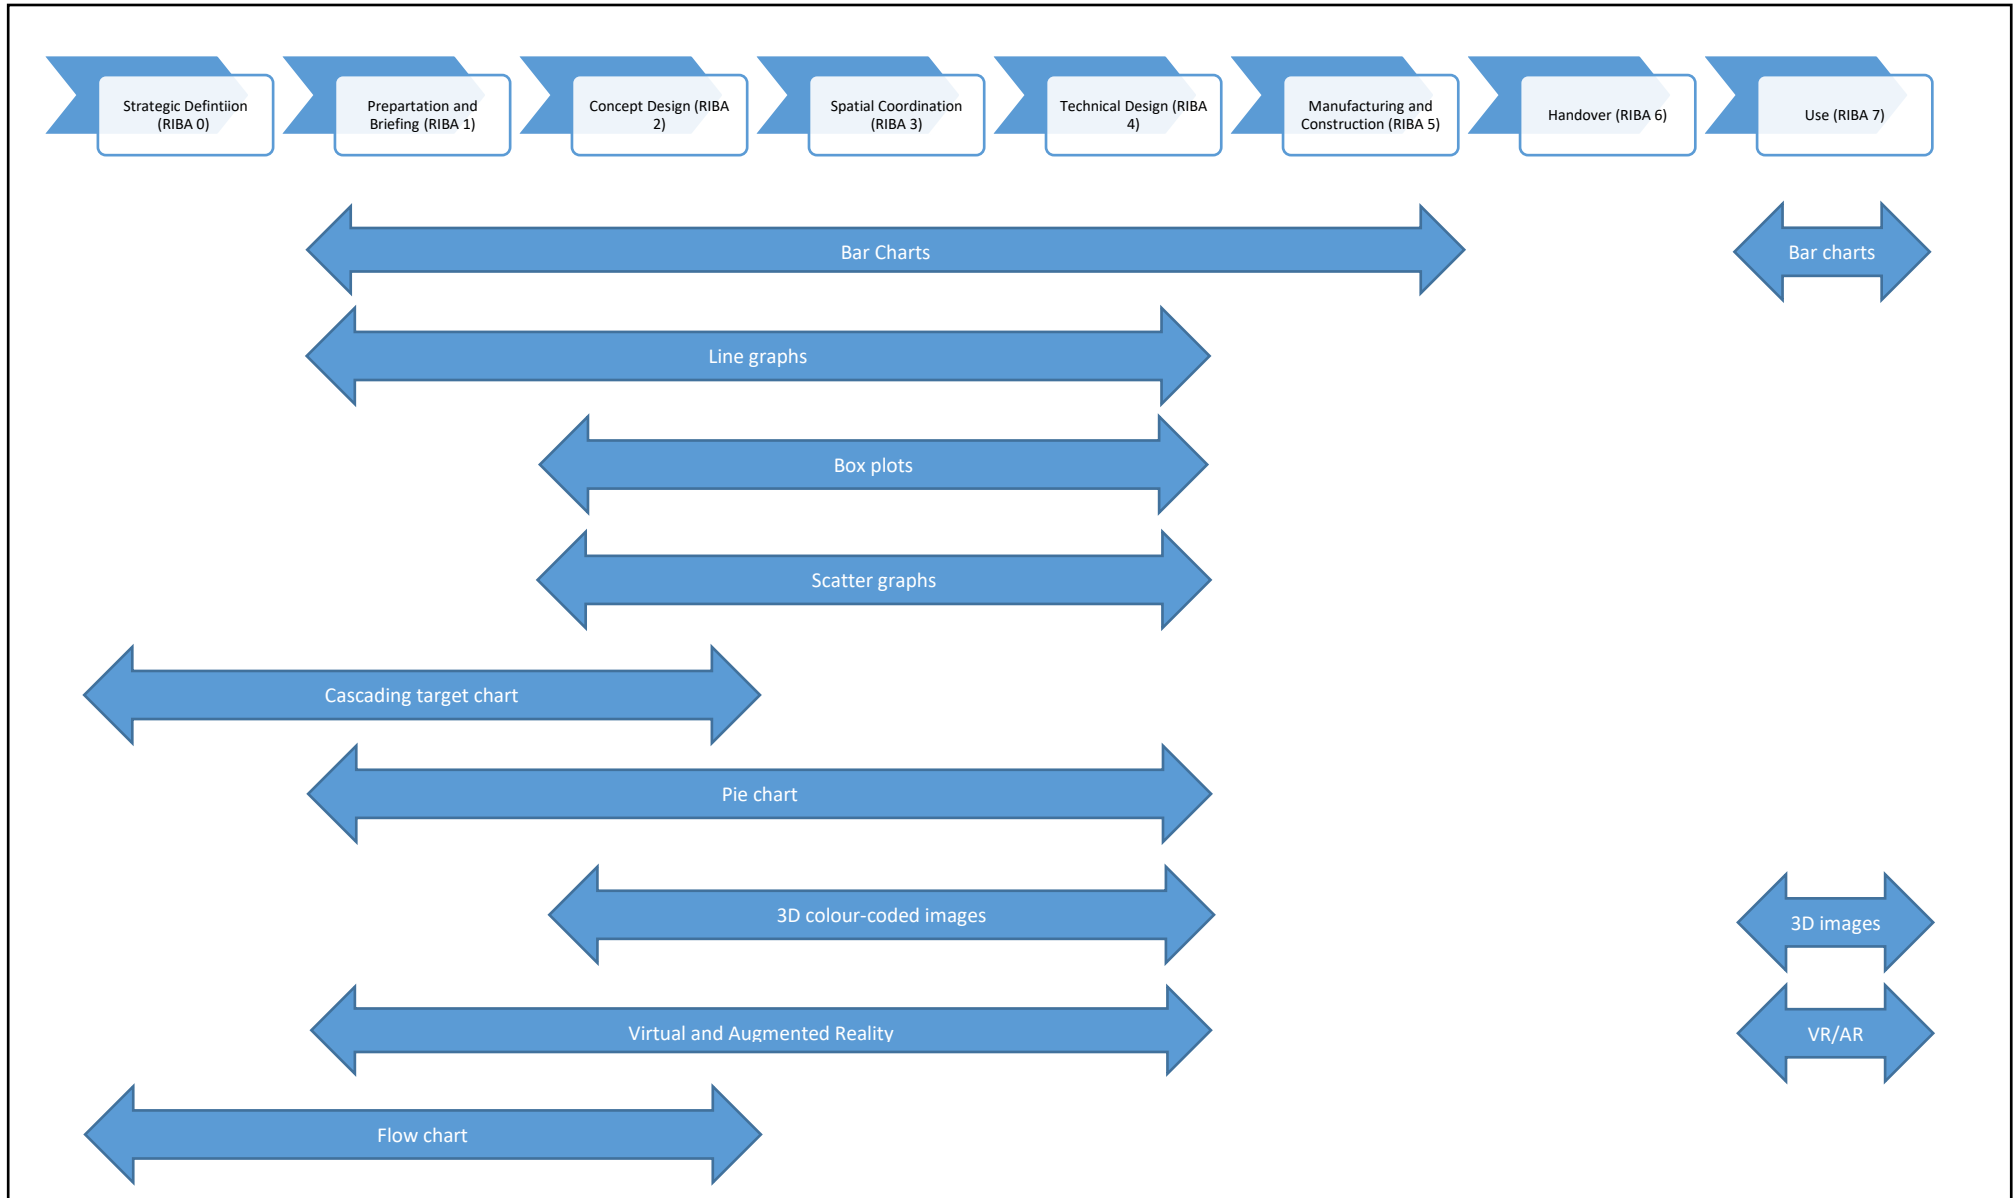 Strategic Defintiion
(RIBA 0)
Prepartation and
Briefing (RIBA 1)
Concept Design (RIBA
2)
Spatial Coordination
(RIBA 3)
Technical Design (RIBA
4)
Manufacturing and
Construction (RIBA 5)
Handover (RIBA 6)
Use (RIBA 7)
Bar Charts
Bar charts
Line graphs
Box plots
Scatter graphs
Cascading target chart
Pie chart
3D colour-coded images
3D images
Virtual and Augmented Reality
VR/AR
Flow chart